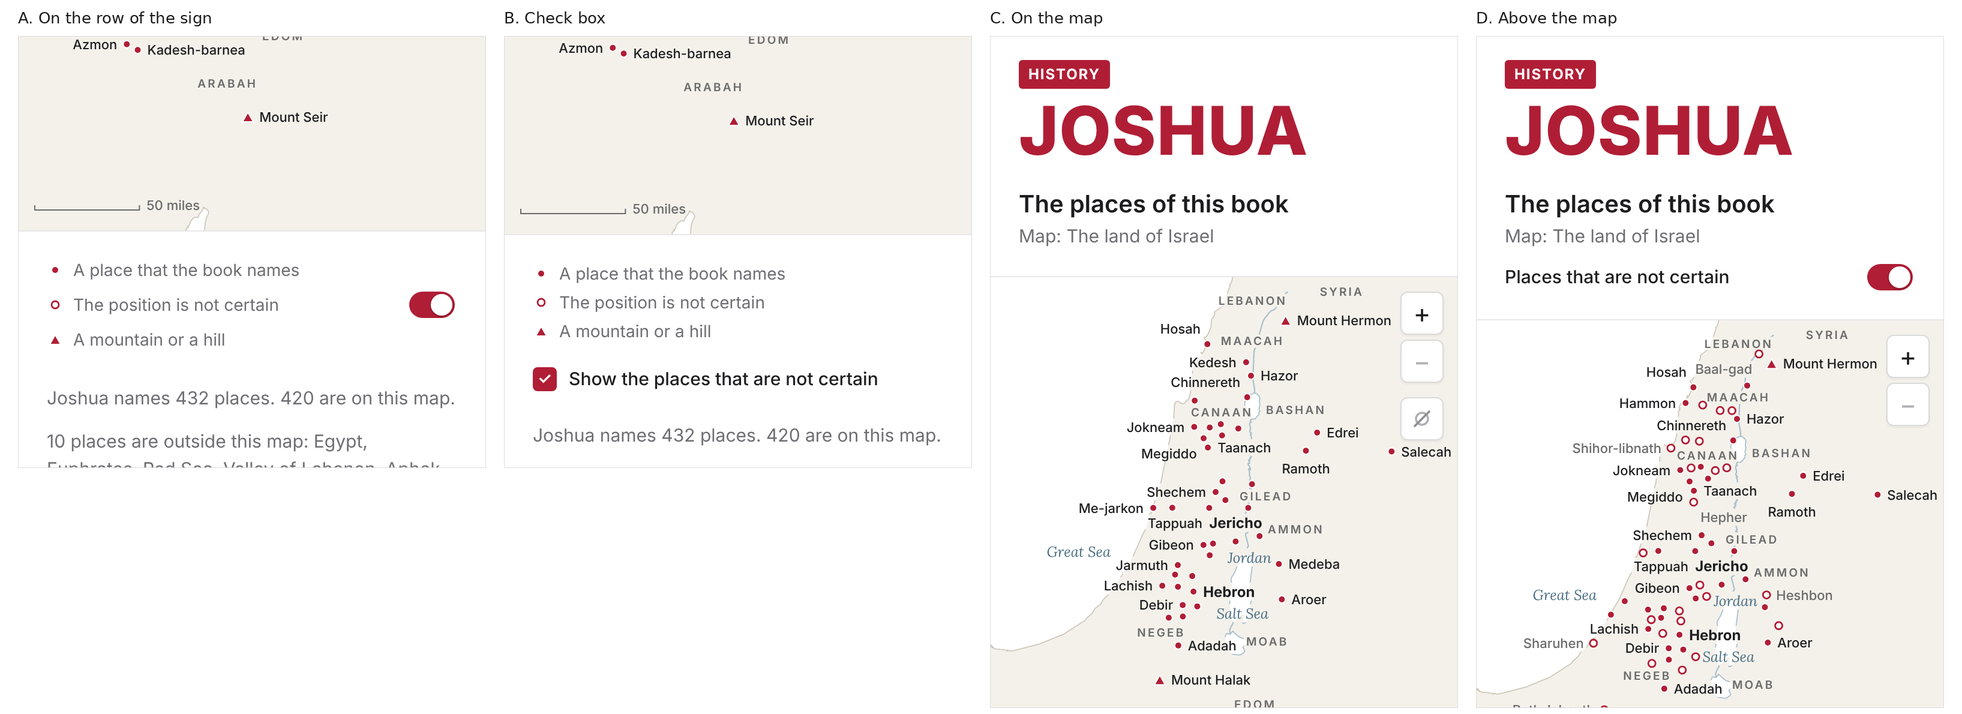 A. On the row of the sign
Azmon
Kadesh-barnea
EDOM
ARABAH
Mount Seir
50 miles
A place that the book names
The position is not certain
A mountain or a hill
Joshua names 432 places. 420 are on this map.
10 places are outside this map: Egypt,
Euphrates, Red Sea, Valley of Lebanon, Aphek
B. Check box
Azmon
Kadesh-barnea
EDOM
ARABAH
Mount Seir
50 miles
A place that the book names
The position is not certain
A mountain or a hill
Show the places that are not certain
Joshua names 432 places. 420 are on this map.
C. On the map
HISTORY
JOSHUA
The places of this book
Map: The land of Israel
SYRIA
LEBANON
Mount Hermon
Hosah
MAACAH
Kedesh
Hazor
Chinnereth
CANAAN
BASHAN
Jokneam
Edrei
Taanach
Megiddo
Salecah
Ramoth
Shechem
GILEAD
Me-jarkon
Tappuah
Jericho
AMMON
Gibeon
Great Sea
Jordan
Jarmuth
Medeba
Lachish
Hebron
Debir
Aroer
Salt Sea
NEGEB
Adadah
MOAB
Mount Halak
EDOM
+
−
D. Above the map
HISTORY
JOSHUA
The places of this book
Map: The land of Israel
Places that are not certain
SYRIA
LEBANON
Mount Hermon
Baal-gad
Hosah
MAACAH
Hammon
Hazor
Chinnereth
Shihor-libnath
CANAAN
BASHAN
Jokneam
Edrei
Taanach
Megiddo
Salecah
Ramoth
Hepher
Shechem
GILEAD
Tappuah
Jericho
AMMON
Gibeon
Great Sea
Jordan
Heshbon
Lachish
Hebron
Sharuhen
Debir
Aroer
Salt Sea
NEGEB
Adadah
MOAB
+
−